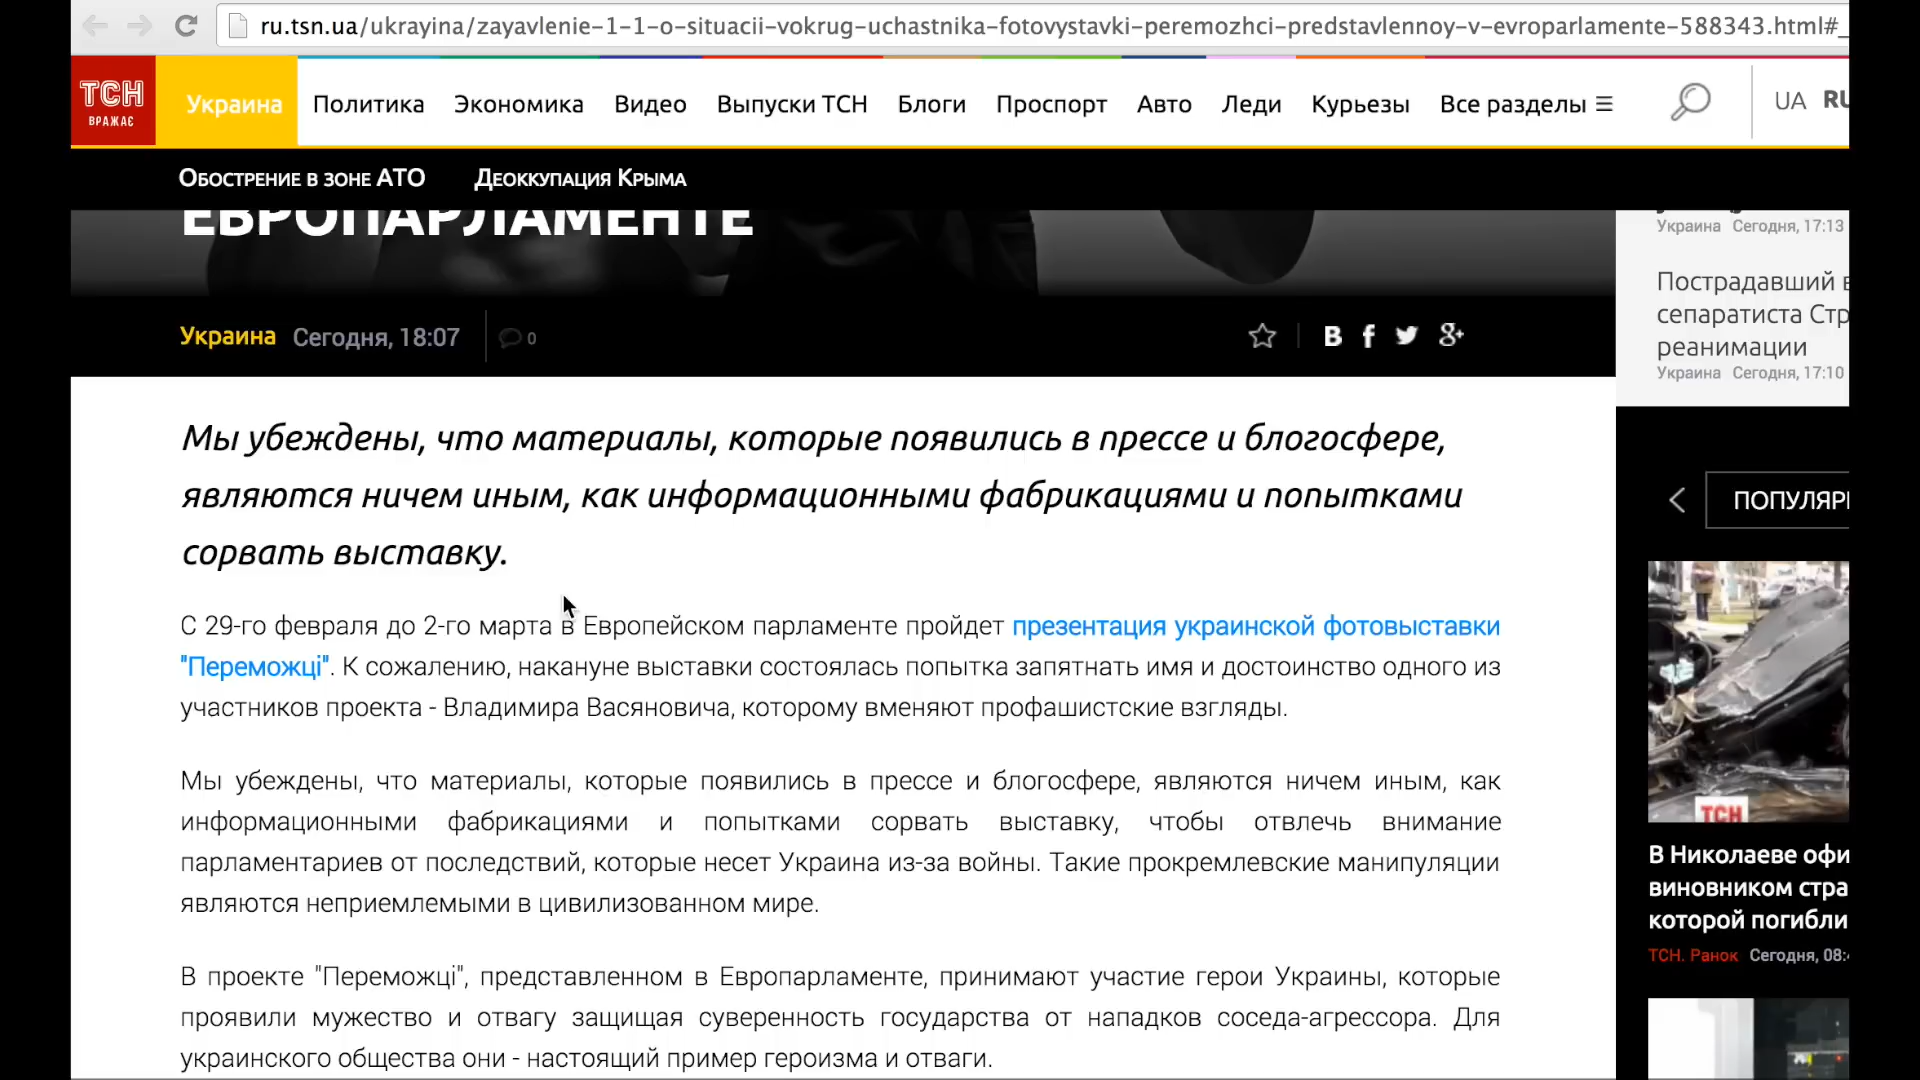 ru.tsn.ua/ukrayina/zayavlenie-1-1-o-situacii-vokrug-uchastnika-fotovystavki-peremozhci-predstavlennoy-v-evroparlamente-588343.html#_
ТСН
ВРАЖАЄ
Украина Политика Экономика Видео Выпуски ТСН Блоги Проспорт Авто Леди Курьезы Все разделы UA RU
Обострение в зоне АТО Деоккупация Крыма
ЕВРОПАРЛАМЕНТЕ
Украина Сегодня, 18:07 0
Мы убеждены, что материалы, которые появились в прессе и блогосфере,
являются ничем иным, как информационными фабрикациями и попытками
сорвать выставку.
С 29-го февраля до 2-го марта в Европейском парламенте пройдет презентация украинской фотовыставки
"Переможці". К сожалению, накануне выставки состоялась попытка запятнать имя и достоинство одного из
участников проекта - Владимира Васяновича, которому вменяют профашистские взгляды.
Мы убеждены, что материалы, которые появились в прессе и блогосфере, являются ничем иным, как
информационными фабрикациями и попытками сорвать выставку, чтобы отвлечь внимание
парламентариев от последствий, которые несет Украина из-за войны. Такие прокремлевские манипуляции
являются неприемлемыми в цивилизованном мире.
В проекте "Переможці", представленном в Европарламенте, принимают участие герои Украины, которые
проявили мужество и отвагу защищая суверенность государства от нападков соседа-агрессора. Для
украинского общества они - настоящий пример героизма и отваги.
Украина Сегодня, 17:13
Пострадавший в
сепаратиста Стр
реанимации
Украина Сегодня, 17:10
ПОПУЛЯРН
ТСН
В Николаеве офи
виновником стра
которой погибли
ТСН. Ранок Сегодня, 08:4